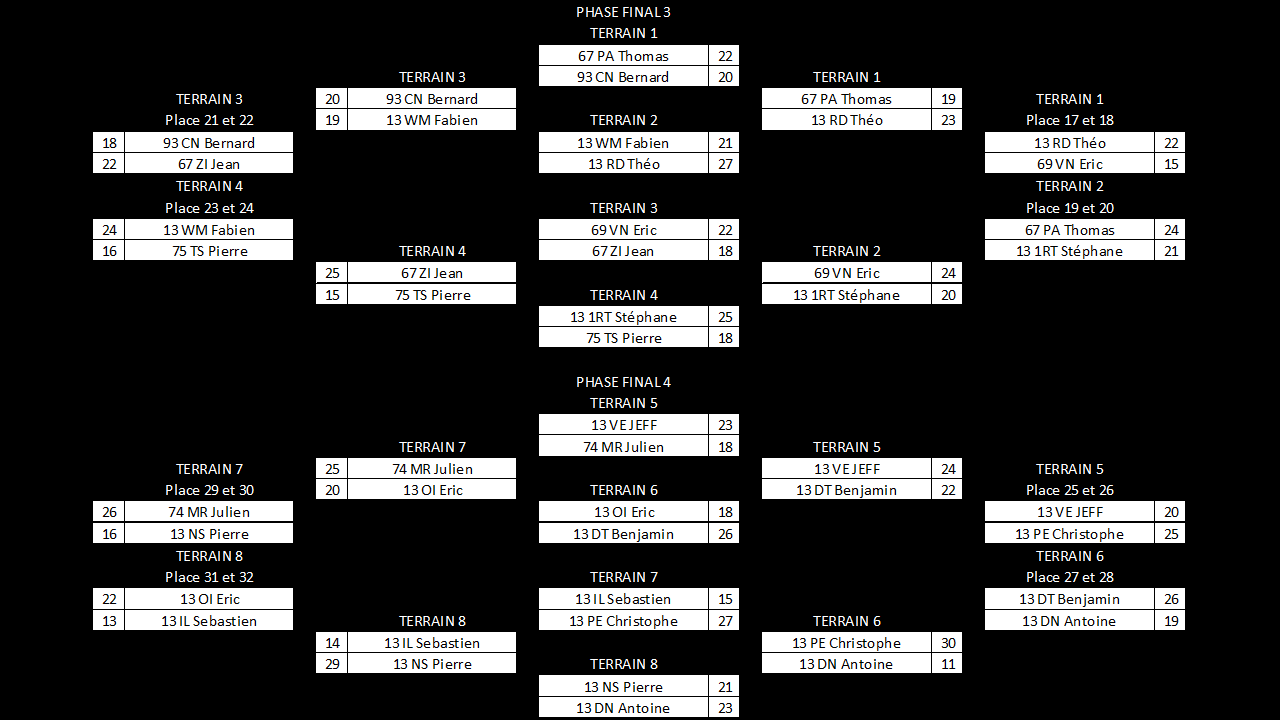 PHASE FINAL 3
TERRAIN 1
67 PA Thomas 22
93 CN Bernard 20
TERRAIN 3
20 93 CN Bernard
19 13 WM Fabien
TERRAIN 1
67 PA Thomas 19
13 RD Théo 23
TERRAIN 3
Place 21 et 22
18 93 CN Bernard
22 67 ZI Jean
TERRAIN 2
13 WM Fabien 21
13 RD Théo 27
TERRAIN 1
Place 17 et 18
13 RD Théo 22
69 VN Eric 15
TERRAIN 4
Place 23 et 24
24 13 WM Fabien
16 75 TS Pierre
TERRAIN 3
69 VN Eric 22
67 ZI Jean 18
TERRAIN 2
Place 19 et 20
67 PA Thomas 24
13 1RT Stéphane 21
TERRAIN 4
25 67 ZI Jean
15 75 TS Pierre
TERRAIN 2
69 VN Eric 24
13 1RT Stéphane 20
TERRAIN 4
13 1RT Stéphane 25
75 TS Pierre 18
PHASE FINAL 4
TERRAIN 5
13 VE JEFF 23
74 MR Julien 18
TERRAIN 7
25 74 MR Julien
20 13 OI Eric
TERRAIN 5
13 VE JEFF 24
13 DT Benjamin 22
TERRAIN 7
Place 29 et 30
26 74 MR Julien
16 13 NS Pierre
TERRAIN 6
13 OI Eric 18
13 DT Benjamin 26
TERRAIN 5
Place 25 et 26
13 VE JEFF 20
13 PE Christophe 25
TERRAIN 8
Place 31 et 32
22 13 OI Eric
13 13 IL Sebastien
TERRAIN 7
13 IL Sebastien 15
13 PE Christophe 27
TERRAIN 6
Place 27 et 28
13 DT Benjamin 26
13 DN Antoine 19
TERRAIN 8
14 13 IL Sebastien
29 13 NS Pierre
TERRAIN 6
13 PE Christophe 30
13 DN Antoine 11
TERRAIN 8
13 NS Pierre 21
13 DN Antoine 23